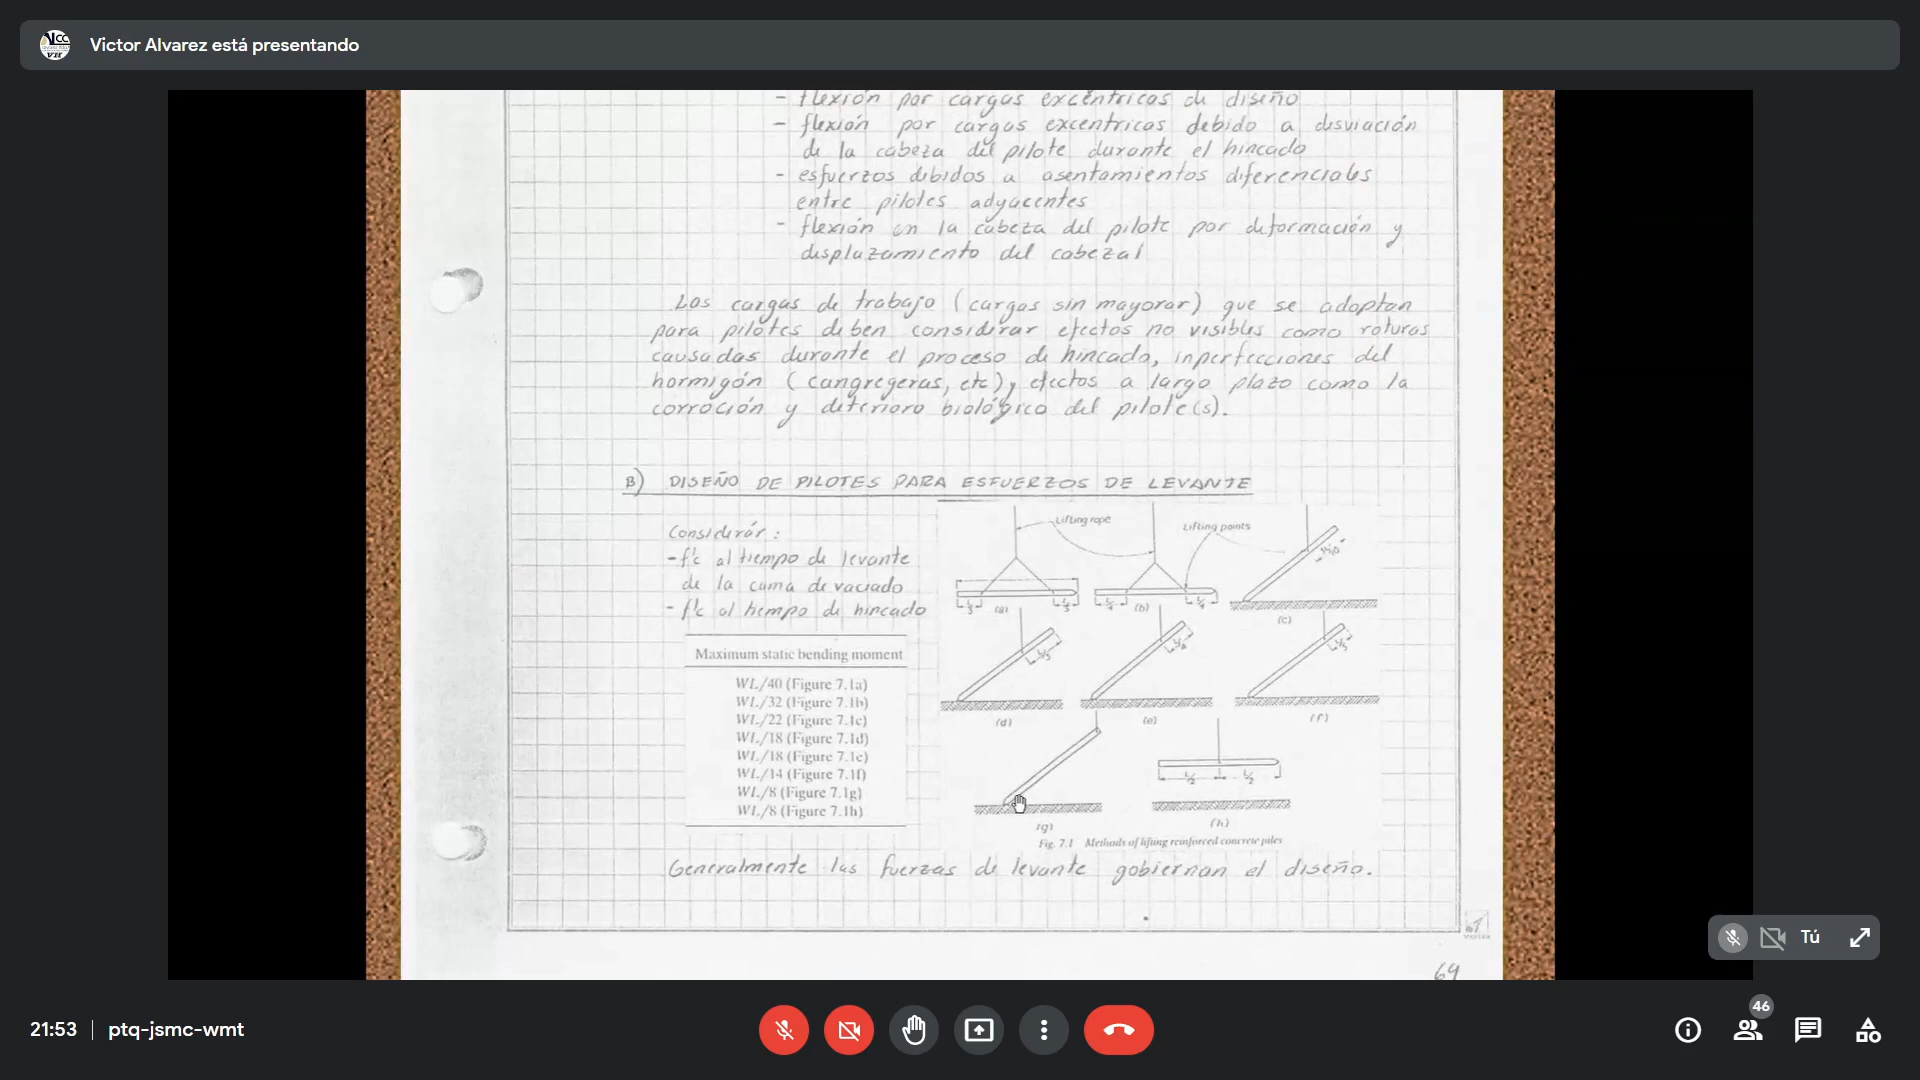 Victor Alvarez está presentando
- flexión por cargas excéntricas de diseño
- flexión por cargas excentricas debido a desviación
de la cabeza del pilote durante el hincado
- esfuerzos debidos a asentamientos diferenciales
entre pilotes adyacentes
- flexión en la cabeza del pilote por deformación y
desplazamiento del cabezal
Las cargas de trabajo (cargas sin mayorar) que se adoptan
para pilotes deben considerar efectos no visibles como roturas
causadas durante el proceso de hincado, inperfecciones del
hormigón (cangregeras, etc), efectos a largo plazo como la
corroción y deterioro biológico del pilote(s).
B) DISEÑO DE PILOTES PARA ESFUERZOS DE LEVANTE
Considerár:
- f'c al tiempo de levante
de la cama de vaciado
- f'c al tiempo de hincado
Maximum static bending moment
WL/40 (Figure 7.1a)
WL/32 (Figure 7.1b)
WL/22 (Figure 7.1c)
WL/18 (Figure 7.1d)
WL/18 (Figure 7.1e)
WL/14 (Figure 7.1f)
WL/8 (Figure 7.1g)
WL/8 (Figure 7.1h)
Lifting rope
Lifting points
(a)
(b)
(c)
(d)
(e)
(f)
L/2 L/2
(g)
(h)
Fig. 7.1 Methods of lifting reinforced concrete piles
Generalmente las fuerzas de levante gobiernan el diseño.
69
Tú
21:53 | ptq-jsmc-wmt
46